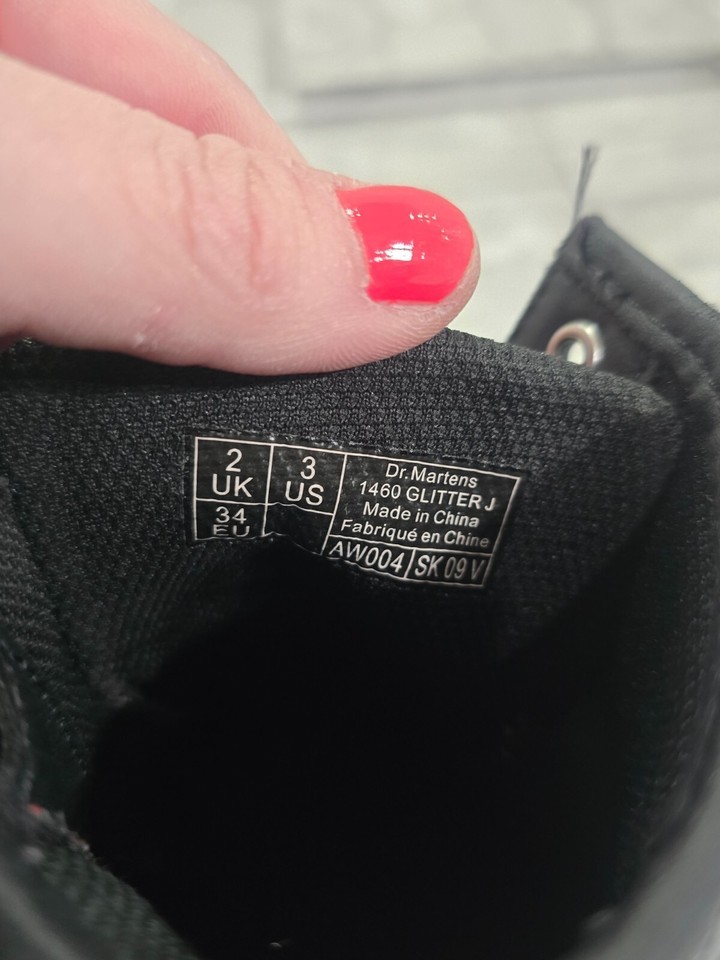 2
UK
3
US
34
EU
Dr.Martens
1460 GLITTER J
Made in China
Fabriqué en Chine
AW004
SK 09 V